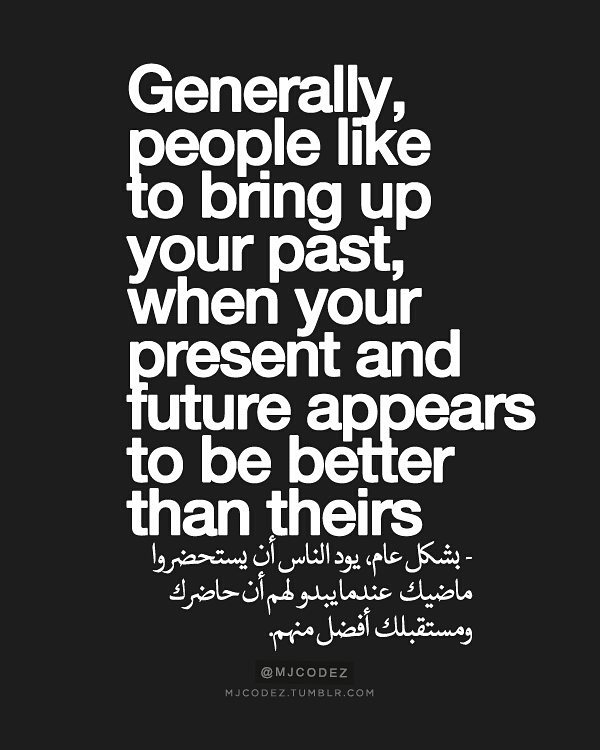 Generally,
people like
to bring up
your past,
when your
present and
future appears
to be better
than theirs
- بشكل عام، يود الناس أن يستحضروا
ماضيك عندما يبدو لهم أن حاضرك
ومستقبلك أفضل منهم.
@MJCODEZ
MJCODEZ.TUMBLR.COM